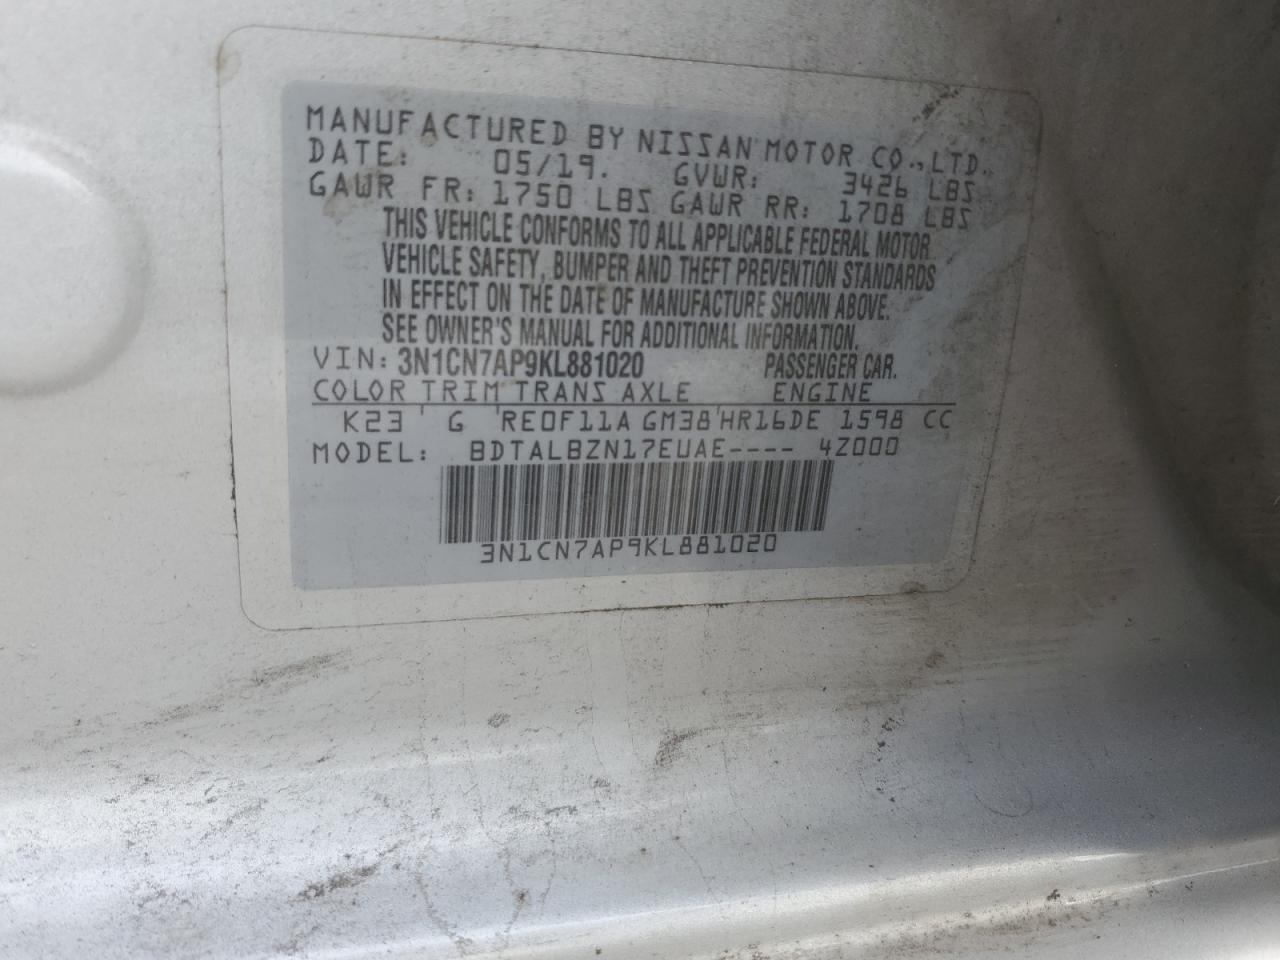 MANUFACTURED BY NISSAN MOTOR CO., LTD.
DATE: 05/19. GVWR: 3426 LBS
GAWR FR: 1750 LBS GAWR RR: 1708 LBS
THIS VEHICLE CONFORMS TO ALL APPLICABLE FEDERAL MOTOR
VEHICLE SAFETY, BUMPER AND THEFT PREVENTION STANDARDS
IN EFFECT ON THE DATE OF MANUFACTURE SHOWN ABOVE.
SEE OWNER'S MANUAL FOR ADDITIONAL INFORMATION.
VIN: 3N1CN7AP9KL881020 PASSENGER CAR.
COLOR TRIM TRANS AXLE ENGINE
K23 G RE0F11A GM38 HR16DE 1598 CC
MODEL: BDTALBZN17EUAE---- 4Z000
3N1CN7AP9KL881020